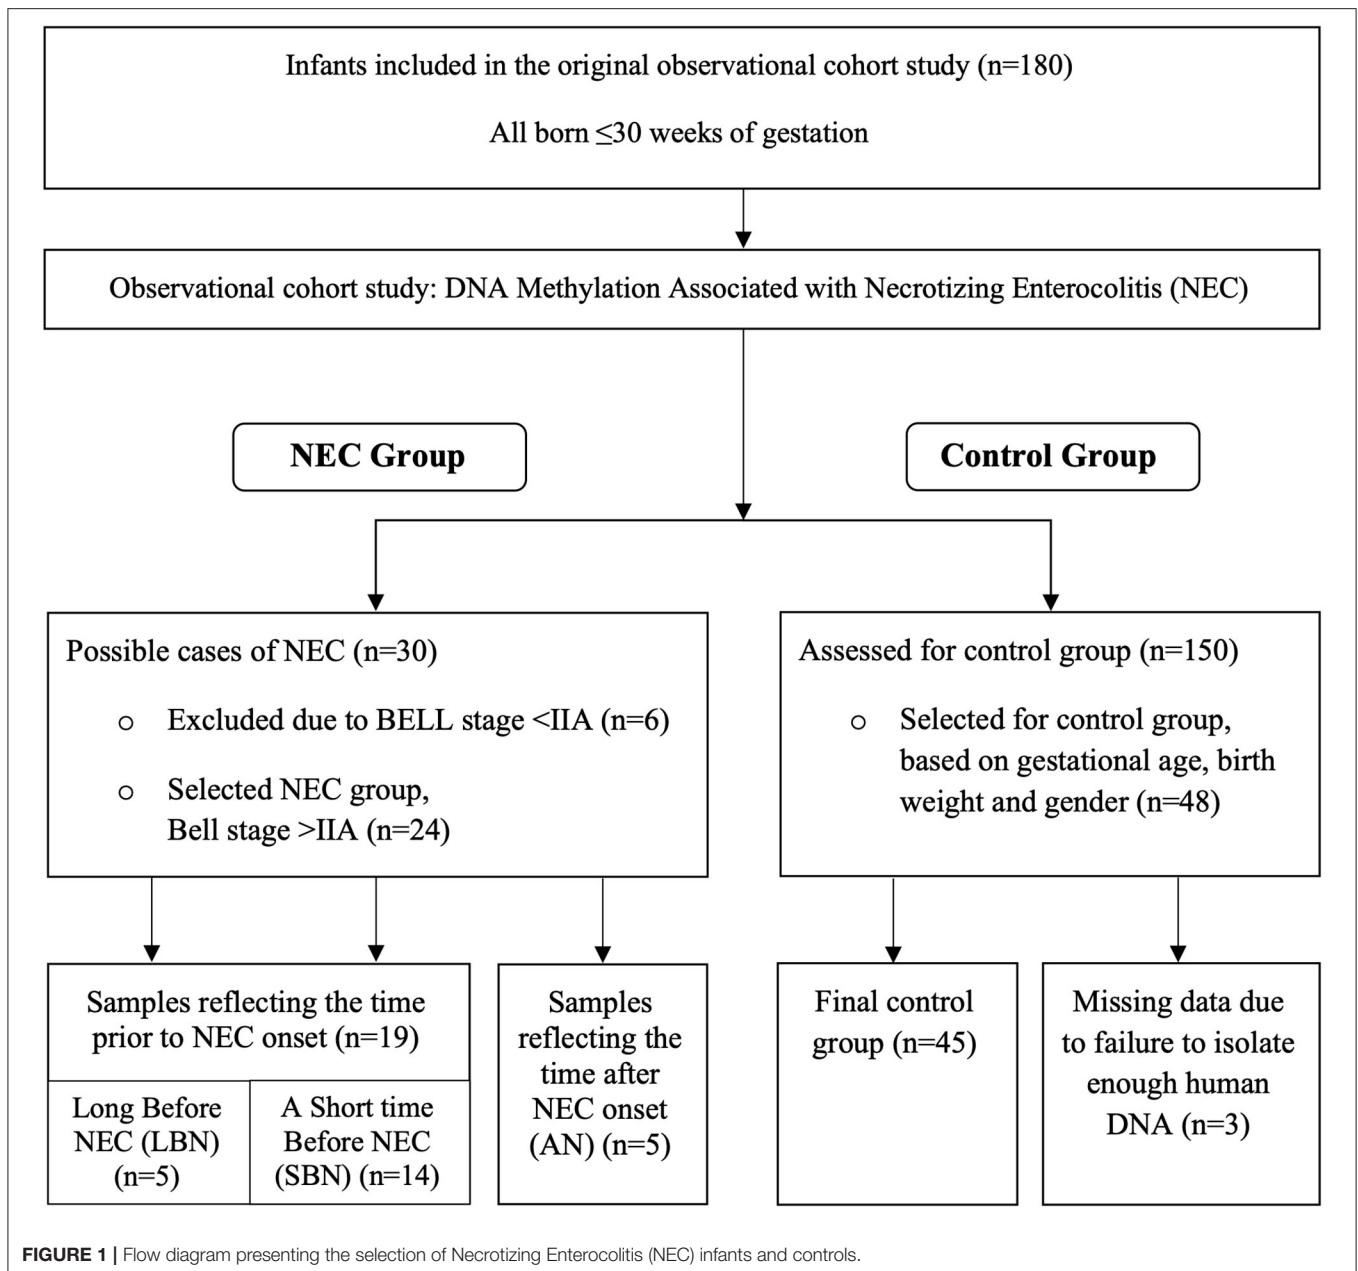 Infants included in the original observational cohort study (n=180)
All born ≤30 weeks of gestation
Observational cohort study: DNA Methylation Associated with Necrotizing Enterocolitis (NEC)
NEC Group
Control Group
Possible cases of NEC (n=30)
o Excluded due to BELL stage <IIA (n=6)
o Selected NEC group,
Bell stage >IIA (n=24)
Assessed for control group (n=150)
o Selected for control group,
based on gestational age, birth
weight and gender (n=48)
Samples reflecting the time
prior to NEC onset (n=19)
Long Before
NEC (LBN)
(n=5)
A Short time
Before NEC
(SBN) (n=14)
Samples
reflecting the
time after
NEC onset
(AN) (n=5)
Final control
group (n=45)
Missing data due
to failure to isolate
enough human
DNA (n=3)
FIGURE 1 | Flow diagram presenting the selection of Necrotizing Enterocolitis (NEC) infants and controls.